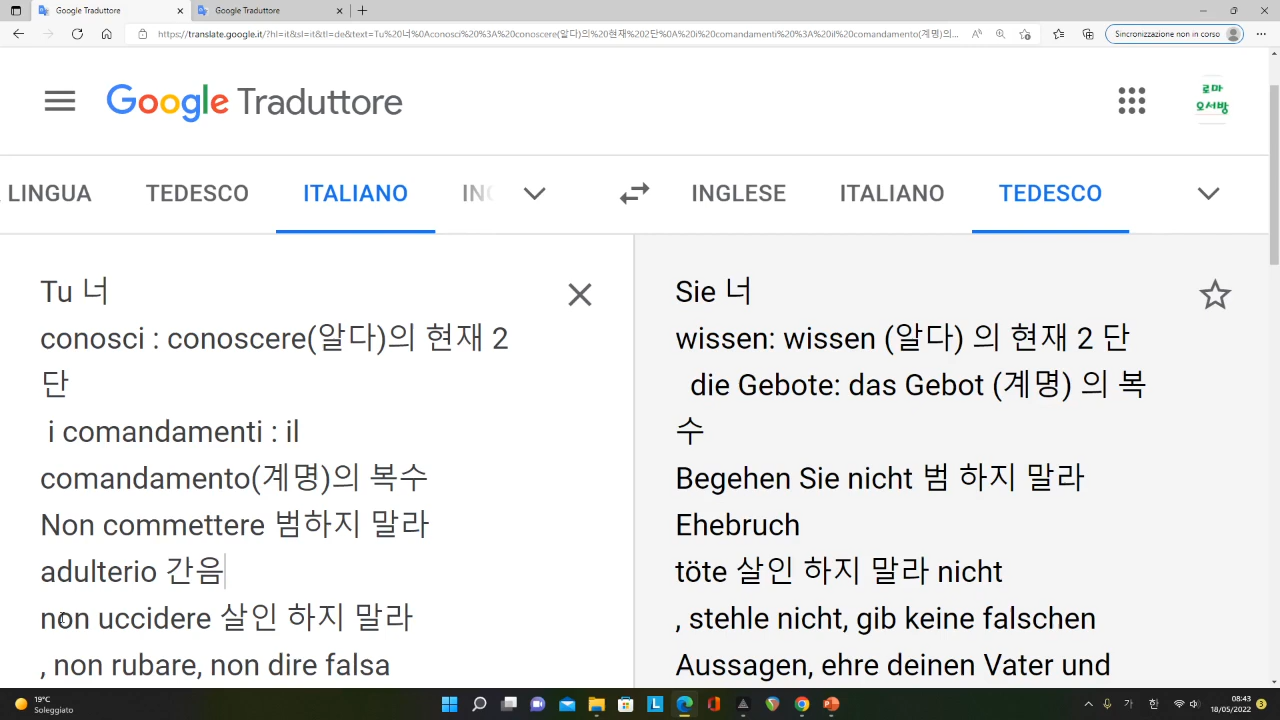 Google Traduttore
Google Traduttore
https://translate.google.it/?hl=it&sl=it&tl=de&text=Tu%20너%0Aconosci%20%3A%20conoscere(알다)의%20현재%202단%0A%20i%20comandamenti%20%3A%20il%20comandamento(계명)의...
Sincronizzazione non in corso
Google Traduttore
로마
오서방
LINGUA TEDESCO ITALIANO INGLESE ITALIANO TEDESCO
Tu 너
conosci : conoscere(알다)의 현재 2
단
i comandamenti : il
comandamento(계명)의 복수
Non commettere 범하지 말라
adulterio 간음
non uccidere 살인 하지 말라
, non rubare, non dire falsa
Sie 너
wissen: wissen (알다) 의 현재 2 단
die Gebote: das Gebot (계명) 의 복
수
Begehen Sie nicht 범 하지 말라
Ehebruch
töte 살인 하지 말라 nicht
, stehle nicht, gib keine falschen
Aussagen, ehre deinen Vater und
19°C
Soleggiato
가 한
08:43
18/05/2022
3